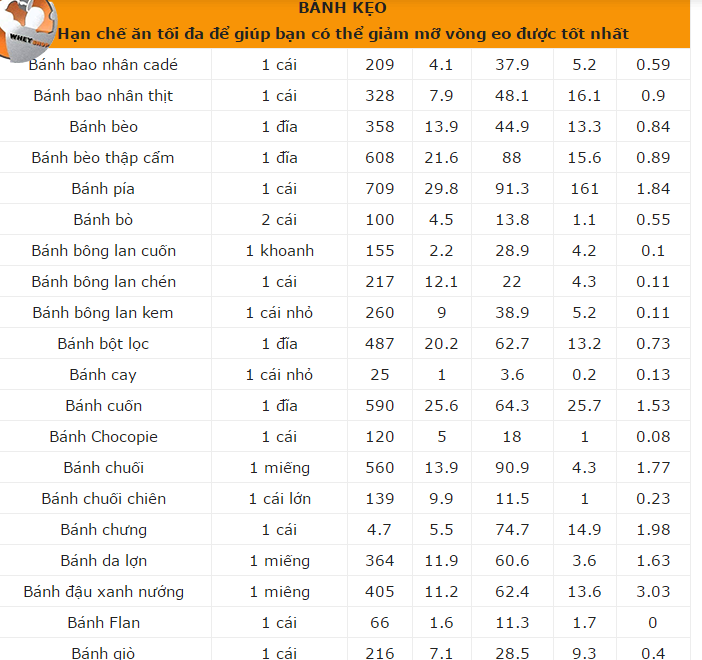 BÁNH KẸO
Hạn chế ăn tối đa để giúp bạn có thể giảm mỡ vòng eo được tốt nhất
WHEYSHOP
Bánh bao nhân cadé 1 cái 209 4.1 37.9 5.2 0.59
Bánh bao nhân thịt 1 cái 328 7.9 48.1 16.1 0.9
Bánh bèo 1 đĩa 358 13.9 44.9 13.3 0.84
Bánh bèo thập cẩm 1 đĩa 608 21.6 88 15.6 0.89
Bánh pía 1 cái 709 29.8 91.3 161 1.84
Bánh bò 2 cái 100 4.5 13.8 1.1 0.55
Bánh bông lan cuốn 1 khoanh 155 2.2 28.9 4.2 0.1
Bánh bông lan chén 1 cái 217 12.1 22 4.3 0.11
Bánh bông lan kem 1 cái nhỏ 260 9 38.9 5.2 0.11
Bánh bột lọc 1 đĩa 487 20.2 62.7 13.2 0.73
Bánh cay 1 cái nhỏ 25 1 3.6 0.2 0.13
Bánh cuốn 1 đĩa 590 25.6 64.3 25.7 1.53
Bánh Chocopie 1 cái 120 5 18 1 0.08
Bánh chuối 1 miếng 560 13.9 90.9 4.3 1.77
Bánh chuối chiên 1 cái lớn 139 9.9 11.5 1 0.23
Bánh chưng 1 cái 4.7 5.5 74.7 14.9 1.98
Bánh da lợn 1 miếng 364 11.9 60.6 3.6 1.63
Bánh đậu xanh nướng 1 miêng 405 11.2 62.4 13.6 3.03
Bánh Flan 1 cái 66 1.6 11.3 1.7 0
Bánh giò 1 cái 216 7.1 28.5 9.3 0.4